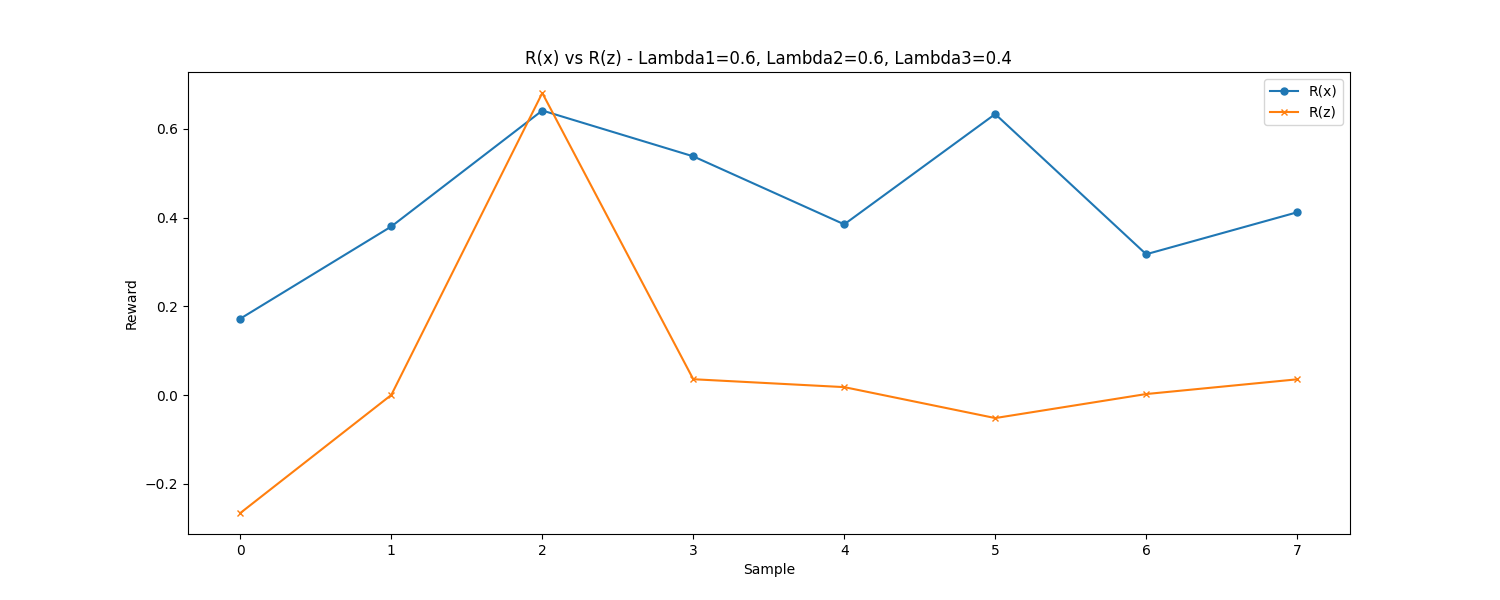 R(x) vs R(z) - Lambda1=0.6, Lambda2=0.6, Lambda3=0.4
R(x)
R(z)
0.6
0.4
0.2
0.0
−0.2
Reward
0 1 2 3 4 5 6 7
Sample